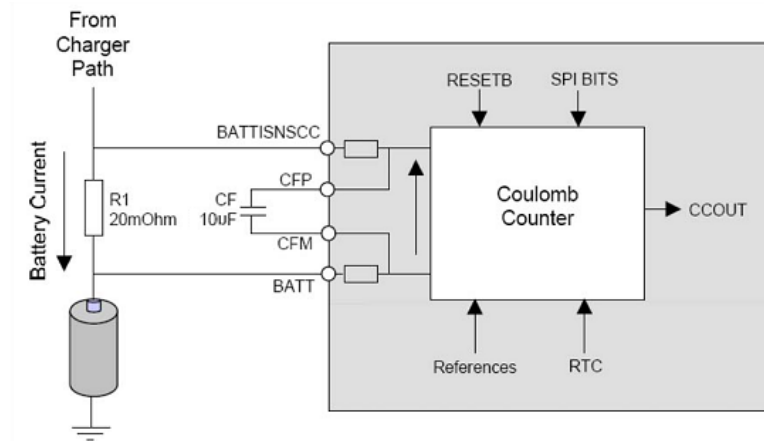 From
Charger
Path
RESETB
SPI BITS
BATTISNSCC
Battery Current
R1
20mOhm
CFP
CF
10uF
CFM
BATT
Coulomb
Counter
CCOUT
References
RTC